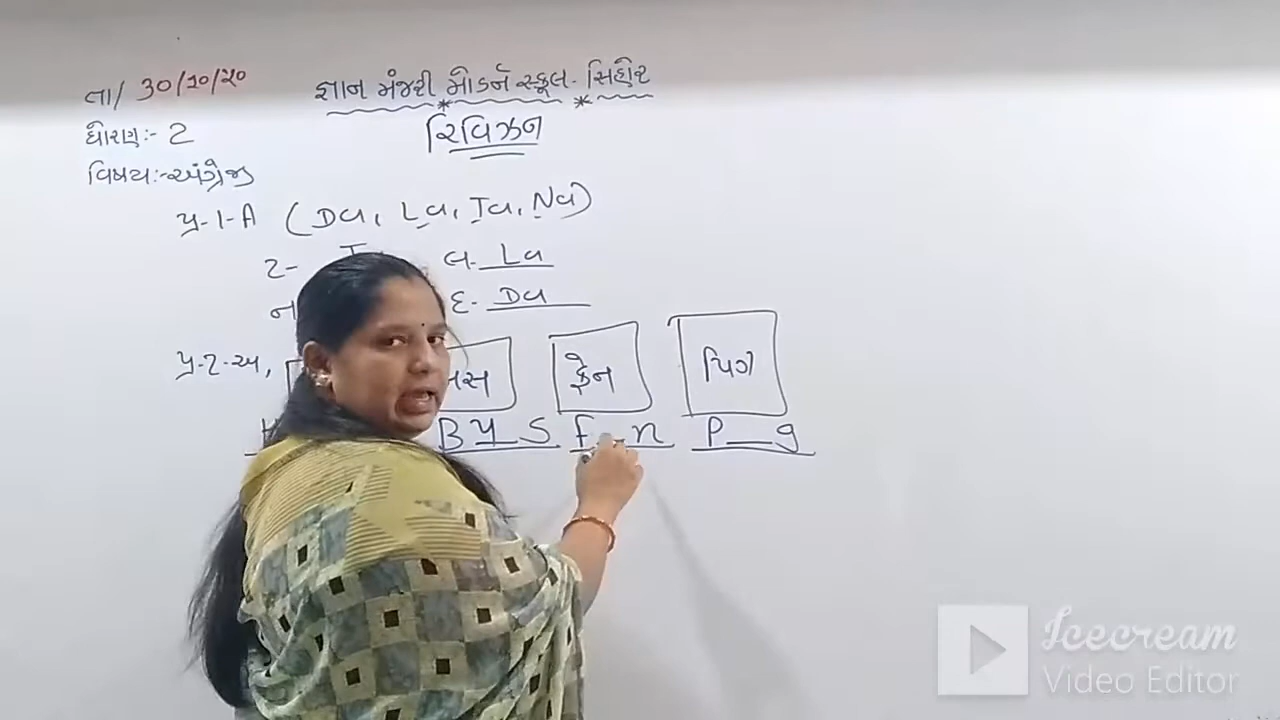 તા/ 30/10/20
જ્ઞાન મંજરી મોડર્ન સ્કૂલ - સિહોર
ધોરણ:- 2
રિવિઝન
વિષય:- અંગ્રેજી
પ્ર-1-A (Da, La, Ta, Na)
ટ- લ- La
ન દ- Da
પ્ર-2-અ, બસ ફેન પિગ
B U S F n P g
Icecream
Video Editor